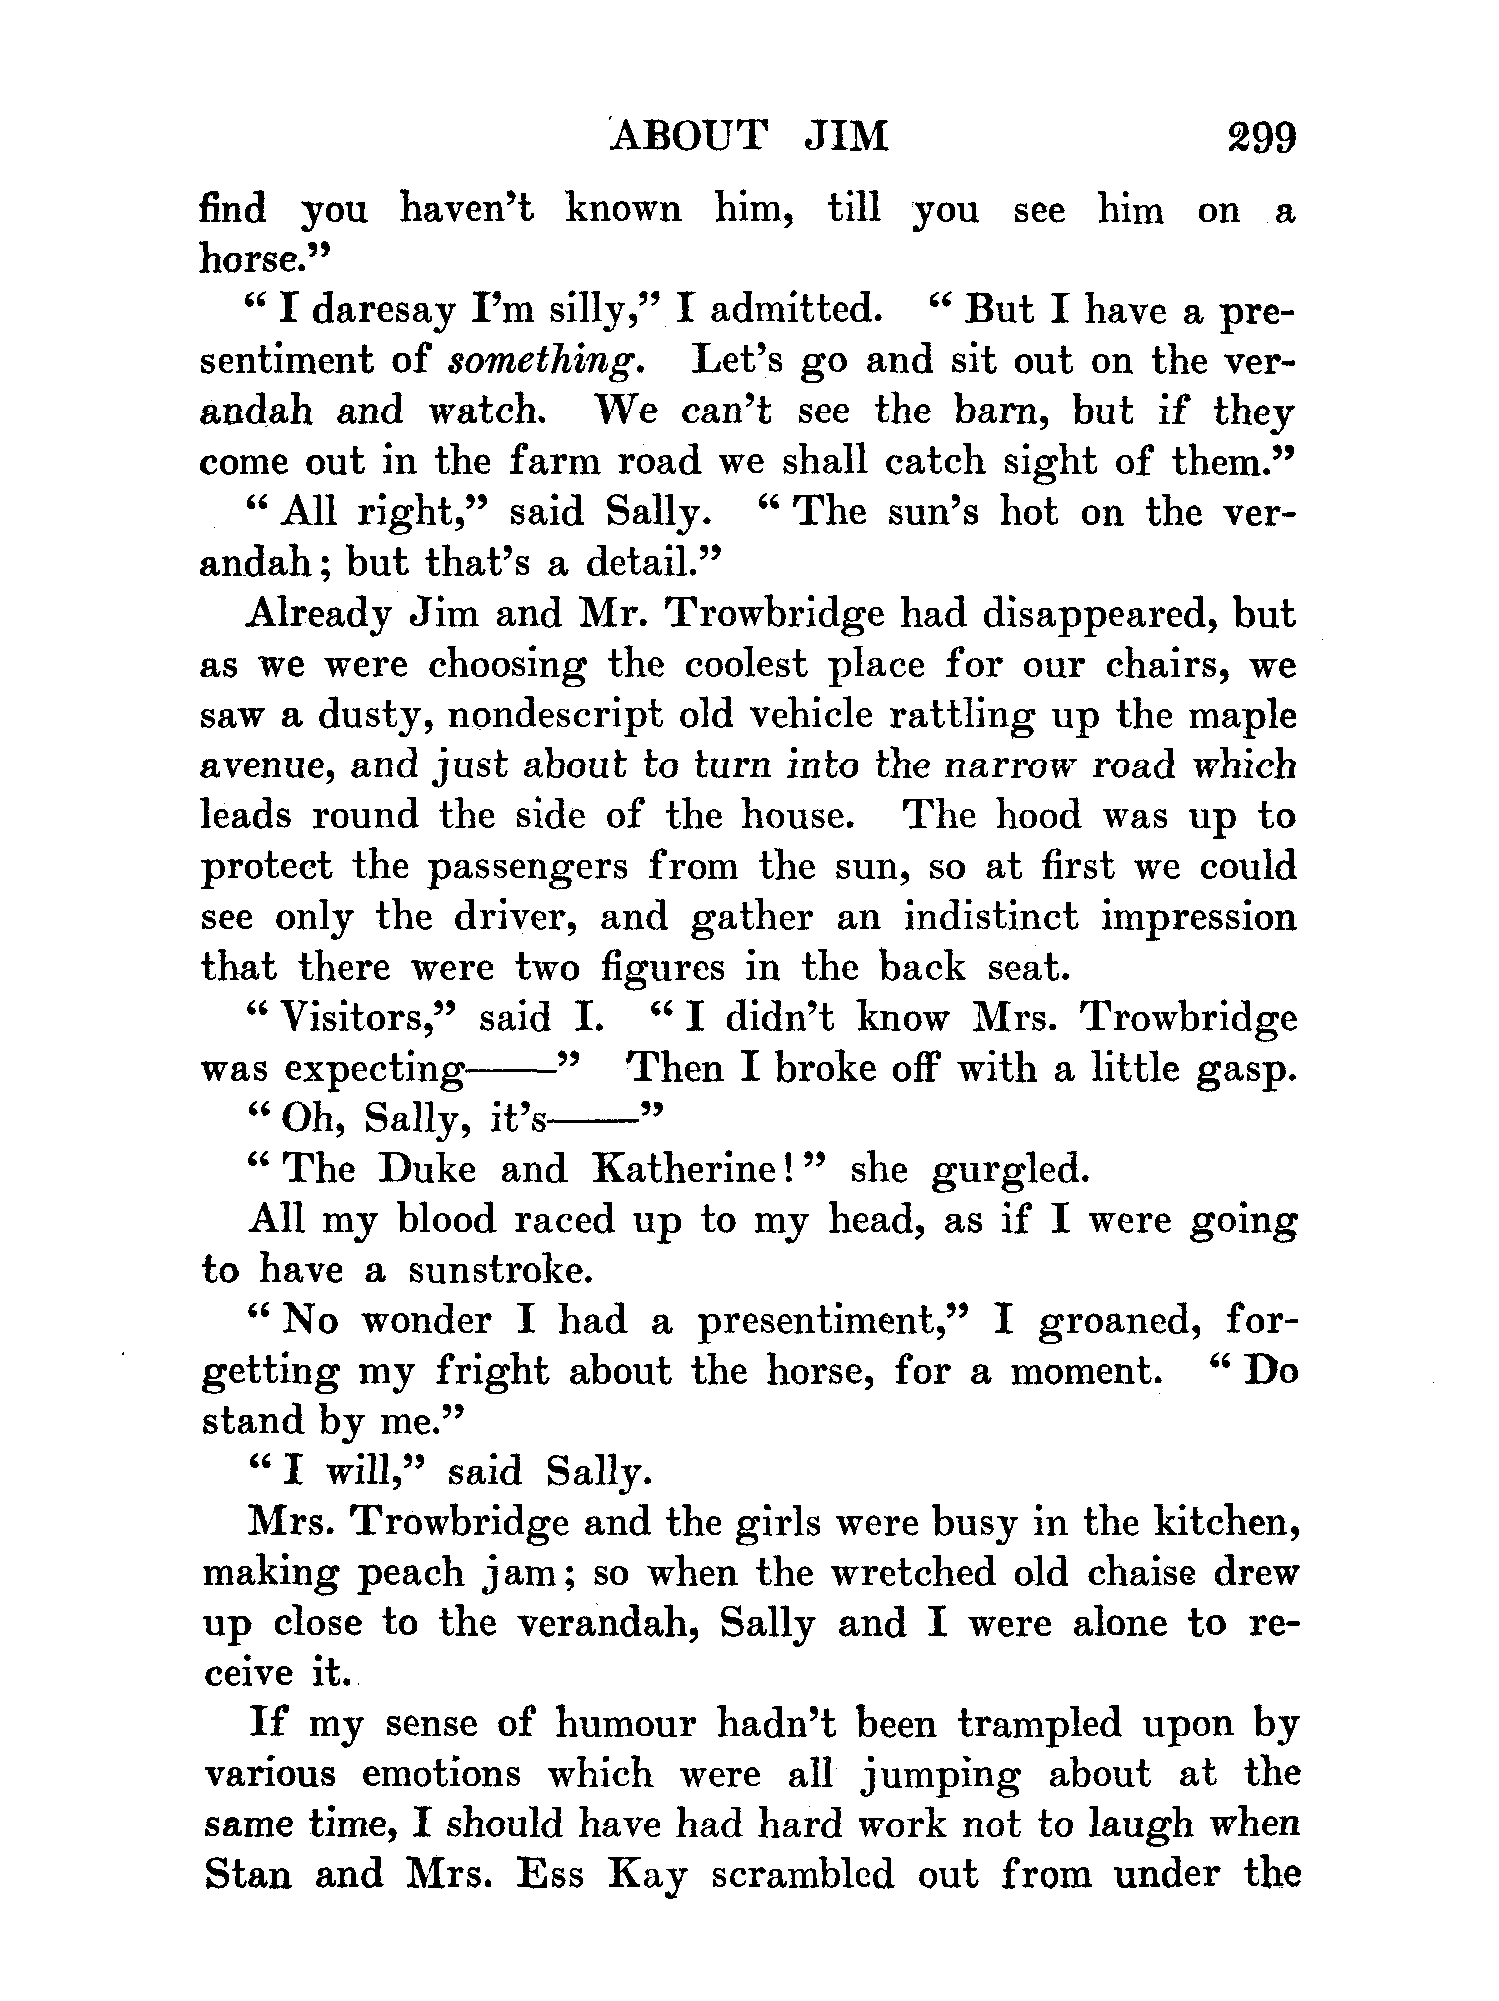 ABOUT JIM 299
find you haven't known him, till you see him on a
horse."
" I daresay I'm silly," I admitted. " But I have a pre-
sentiment of something. Let's go and sit out on the ver-
andah and watch. We can't see the barn, but if they
come out in the farm road we shall catch sight of them."
" All right," said Sally. " The sun's hot on the ver-
andah; but that's a detail."
Already Jim and Mr. Trowbridge had disappeared, but
as we were choosing the coolest place for our chairs, we
saw a dusty, nondescript old vehicle rattling up the maple
avenue, and just about to turn into the narrow road which
leads round the side of the house. The hood was up to
protect the passengers from the sun, so at first we could
see only the driver, and gather an indistinct impression
that there were two figures in the back seat.
" Visitors," said I. " I didn't know Mrs. Trowbridge
was expecting——" Then I broke off with a little gasp.
" Oh, Sally, it's——"
" The Duke and Katherine! " she gurgled.
All my blood raced up to my head, as if I were going
to have a sunstroke.
" No wonder I had a presentiment," I groaned, for-
getting my fright about the horse, for a moment. " Do
stand by me."
" I will," said Sally.
Mrs. Trowbridge and the girls were busy in the kitchen,
making peach jam; so when the wretched old chaise drew
up close to the verandah, Sally and I were alone to re-
ceive it.
If my sense of humour hadn't been trampled upon by
various emotions which were all jumping about at the
same time, I should have had hard work not to laugh when
Stan and Mrs. Ess Kay scrambled out from under the